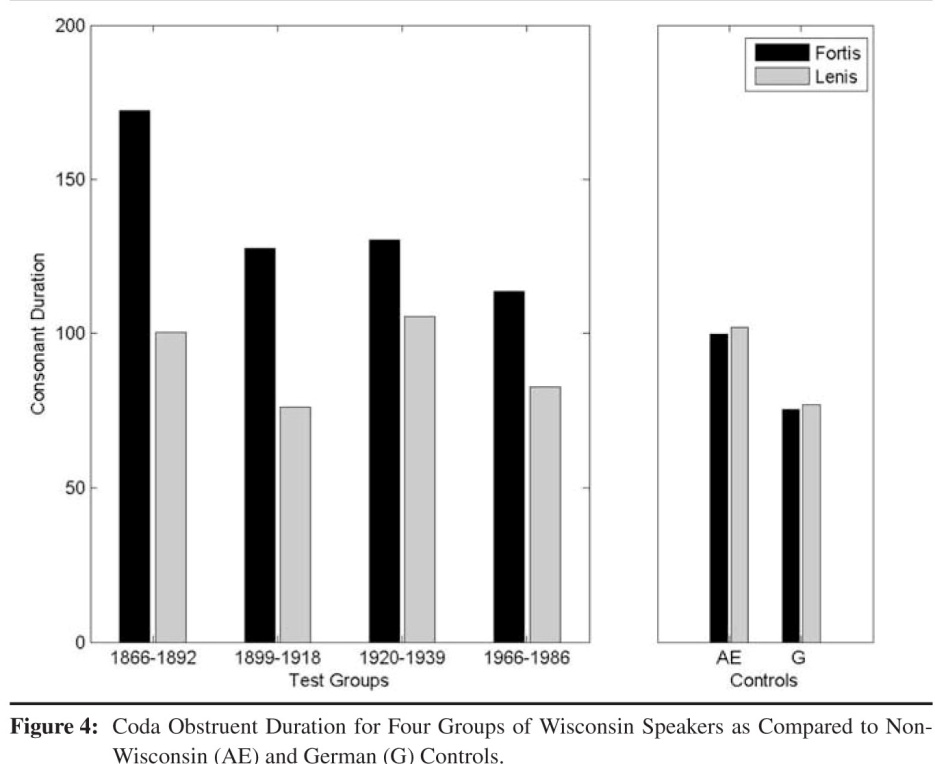 200
150
100
50
0
Consonant Duration
1866-1892 1899-1918 1920-1939 1966-1986
Test Groups
Fortis
Lenis
AE G
Controls
Figure 4: Coda Obstruent Duration for Four Groups of Wisconsin Speakers as Compared to Non-
Wisconsin (AE) and German (G) Controls.